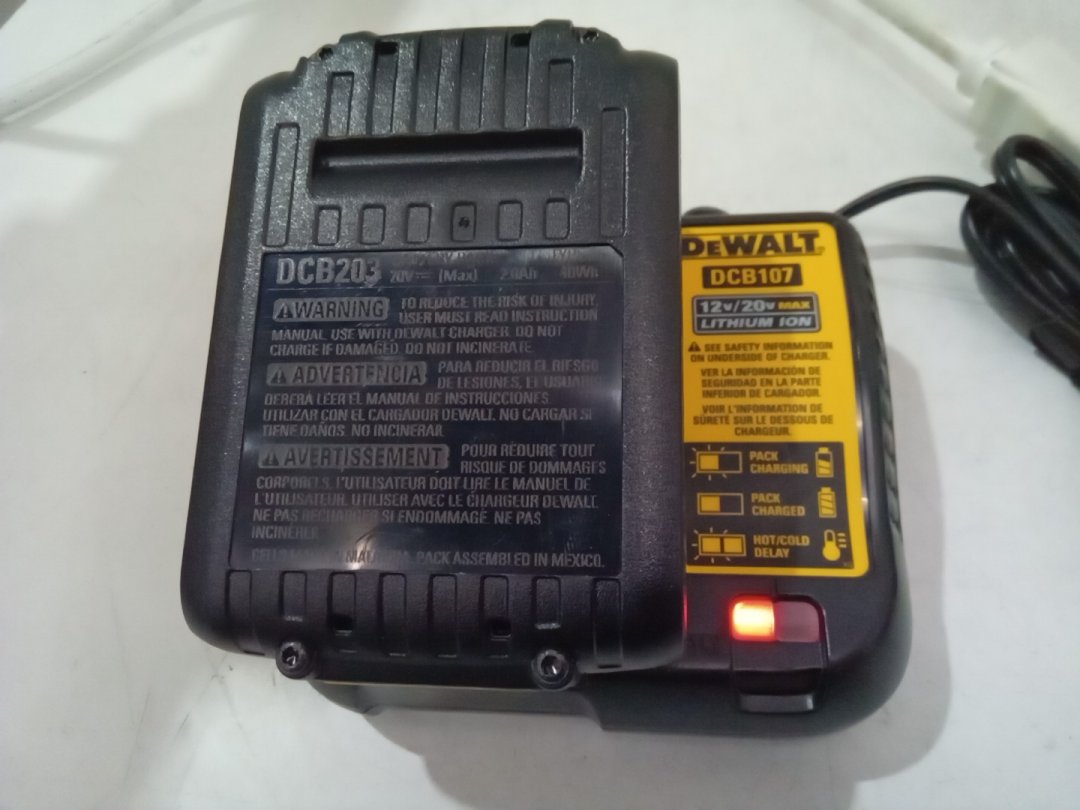 DCB203
20V (Max) 2.0Ah 40Wh
WARNING TO REDUCE THE RISK OF INJURY,
USER MUST READ INSTRUCTION
MANUAL. USE WITH DEWALT CHARGER. DO NOT
CHARGE IF DAMAGED. DO NOT INCINERATE.
ADVERTENCIA PARA REDUCIR EL RIESGO
DE LESIONES, EL USUARIO
DEBERÁ LEER EL MANUAL DE INSTRUCCIONES.
UTILIZAR CON EL CARGADOR DEWALT. NO CARGAR SI
TIENE DAÑOS. NO INCINERAR.
AVERTISSEMENT POUR RÉDUIRE TOUT
RISQUE DE DOMMAGES
CORPORELS, L'UTILISATEUR DOIT LIRE LE MANUEL DE
L'UTILISATEUR. UTILISER AVEC LE CHARGEUR DEWALT.
NE PAS RECHARGER SI ENDOMMAGÉ. NE PAS
INCINÉRER.
PACK ASSEMBLED IN MEXICO.
DEWALT
DCB107
12V/20V MAX
LITHIUM ION
SEE SAFETY INFORMATION
ON UNDERSIDE OF CHARGER.
VER LA INFORMACIÓN DE
SEGURIDAD EN LA PARTE
INFERIOR DE CARGADOR.
VOIR L'INFORMATION DE
SÛRETÉ SUR LE DESSOUS DE
CHARGEUR.
PACK
CHARGING
PACK
CHARGED
HOT/COLD
DELAY